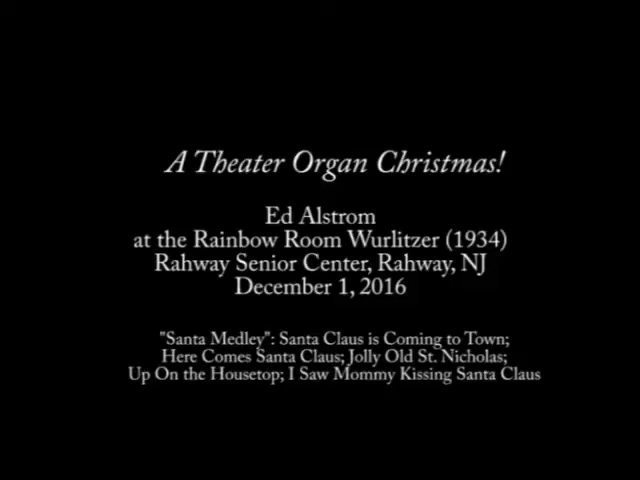 A Theater Organ Christmas!
Ed Alstrom
at the Rainbow Room Wurlitzer (1934)
Rahway Senior Center, Rahway, NJ
December 1, 2016
"Santa Medley": Santa Claus is Coming to Town;
Here Comes Santa Claus; Jolly Old St. Nicholas;
Up On the Housetop; I Saw Mommy Kissing Santa Claus